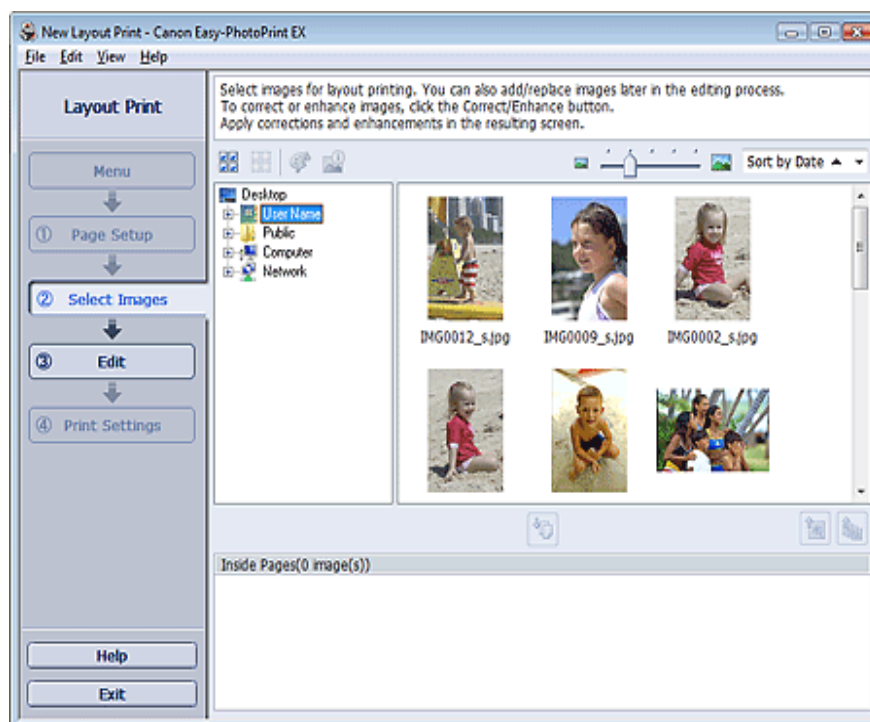 New Layout Print - Canon Easy-PhotoPrint EX
File Edit View Help
Layout Print
Menu
① Page Setup
② Select Images
③ Edit
④ Print Settings
Help
Exit
Select images for layout printing. You can also add/replace images later in the editing process.
To correct or enhance images, click the Correct/Enhance button.
Apply corrections and enhancements in the resulting screen.
Sort by Date
Desktop
User Name
Public
Computer
Network
IMG0012_s.jpg IMG0009_s.jpg IMG0002_s.jpg
Inside Pages(0 image(s))